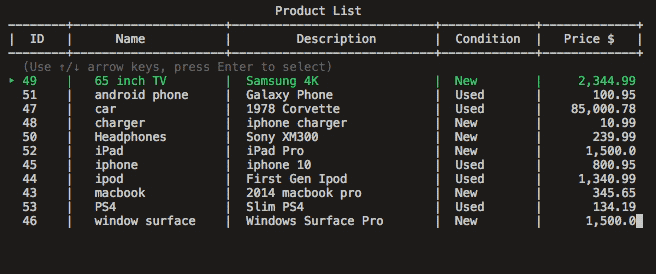 Product List
| ID | Name | Description | Condition | Price $ |
(Use ↑/↓ arrow keys, press Enter to select)
▸ 49 | 65 inch TV | Samsung 4K | New | 2,344.99
51 | android phone | Galaxy Phone | Used | 100.95
47 | car | 1978 Corvette | Used | 85,000.78
48 | charger | iphone charger | New | 10.99
50 | Headphones | Sony XM300 | New | 239.99
52 | iPad | iPad Pro | New | 1,500.0
45 | iphone | iphone 10 | Used | 800.95
44 | ipod | First Gen Ipod | Used | 1,340.99
43 | macbook | 2014 macbook pro | New | 345.65
53 | PS4 | Slim PS4 | Used | 134.19
46 | window surface | Windows Surface Pro | New | 1,500.0